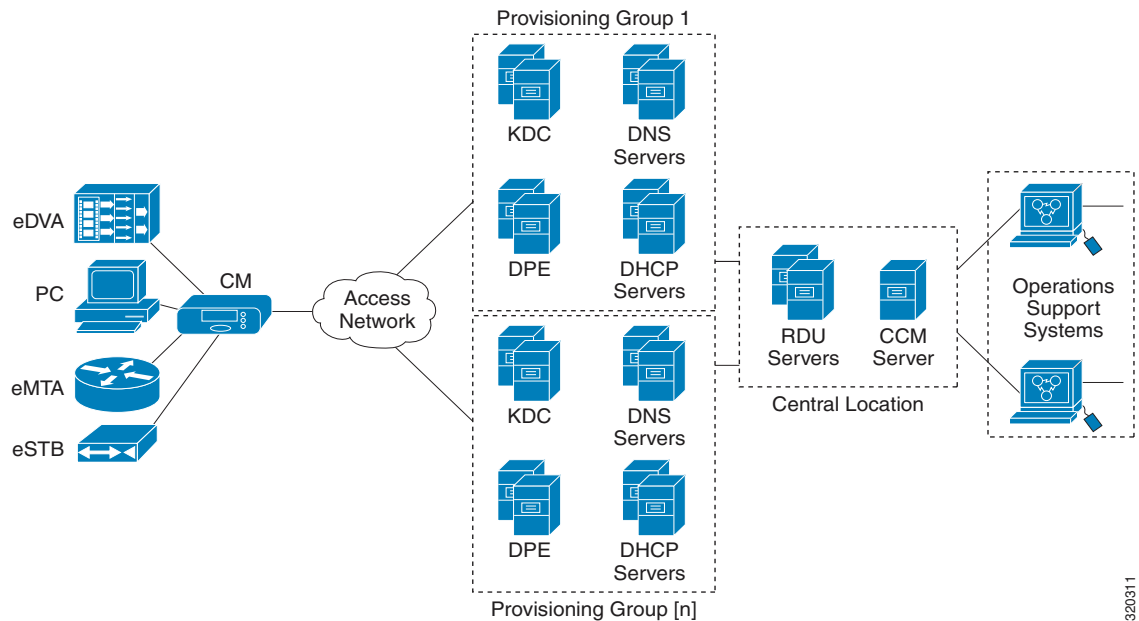 Provisioning Group 1
KDC
DNS
Servers
DPE
DHCP
Servers
eDVA
PC
CM
eMTA
eSTB
Access
Network
KDC
DNS
Servers
DPE
DHCP
Servers
Provisioning Group [n]
RDU
Servers
CCM
Server
Central Location
Operations
Support
Systems
320311